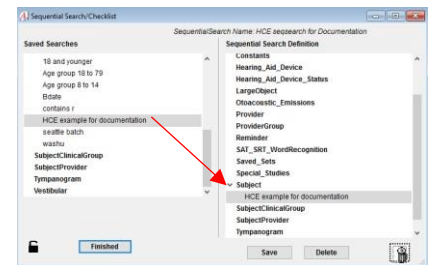 Sequential Search/Checklist
SequentialSearch Name: HCE seqsearch for Documentation
Saved Searches
18 and younger
Age group 18 to 79
Age group 8 to 14
Bdate
contains r
HCE example for documentation
seattle batch
washu
SubjectClinicalGroup
SubjectProvider
Tympanogram
Vestibular
Finished
Sequential Search Definition
Constants
Hearing_Aid_Device
Hearing_Aid_Device_Status
LargeObject
Otoacoustic_Emissions
Provider
ProviderGroup
Reminder
SAT_SRT_WordRecognition
Saved_Sets
Special_Studies
Subject
HCE example for documentation
SubjectClinicalGroup
SubjectProvider
Tympanogram
Save
Delete